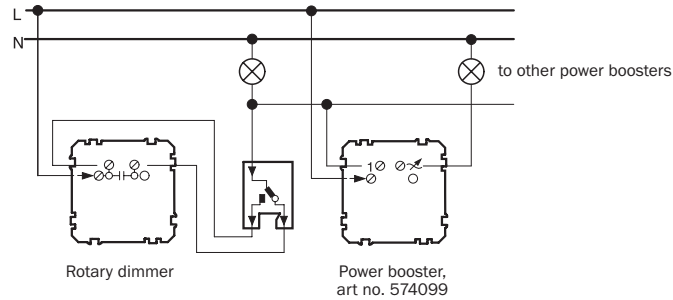 L
N
to other power boosters
1
Rotary dimmer
Power booster,
art no. 574099